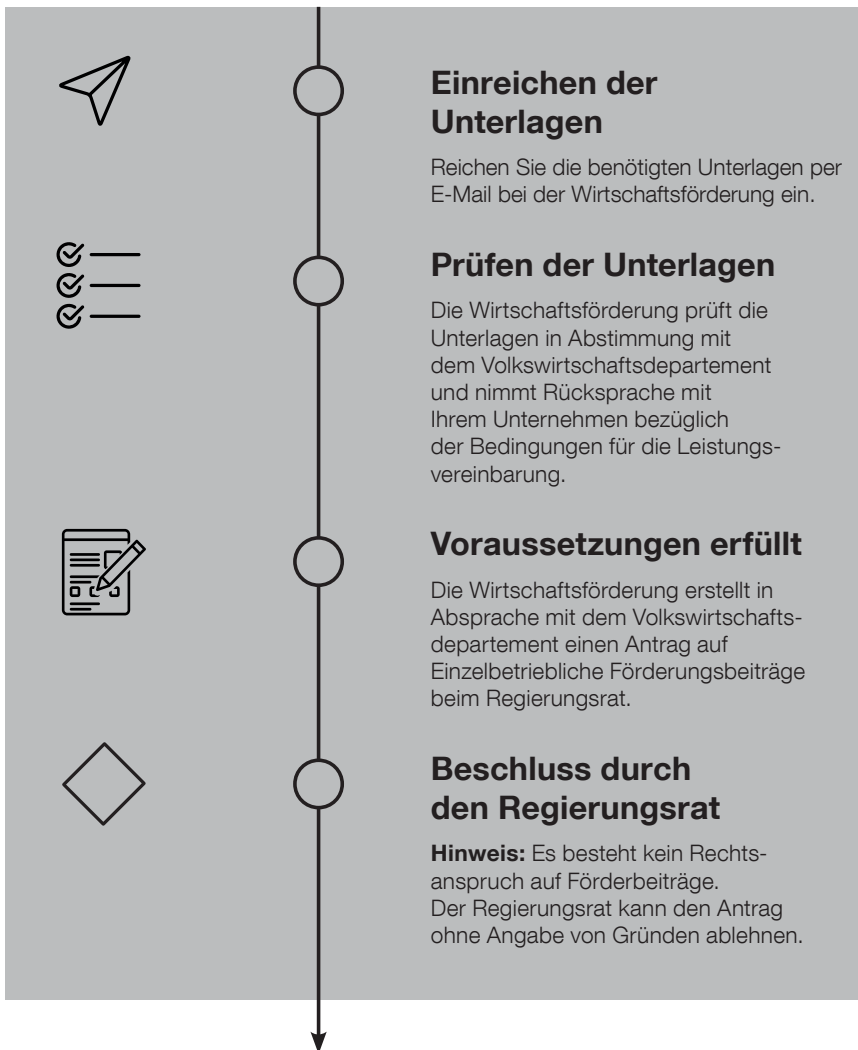 Einreichen der
Unterlagen
Reichen Sie die benötigten Unterlagen per
E-Mail bei der Wirtschaftsförderung ein.
Prüfen der Unterlagen
Die Wirtschaftsförderung prüft die
Unterlagen in Abstimmung mit
dem Volkswirtschaftsdepartement
und nimmt Rücksprache mit
Ihrem Unternehmen bezüglich
der Bedingungen für die Leistungs-
vereinbarung.
Voraussetzungen erfüllt
Die Wirtschaftsförderung erstellt in
Absprache mit dem Volkswirtschafts-
departement einen Antrag auf
Einzelbetriebliche Förderungsbeiträge
beim Regierungsrat.
Beschluss durch
den Regierungsrat
Hinweis: Es besteht kein Rechts-
anspruch auf Förderbeiträge.
Der Regierungsrat kann den Antrag
ohne Angabe von Gründen ablehnen.